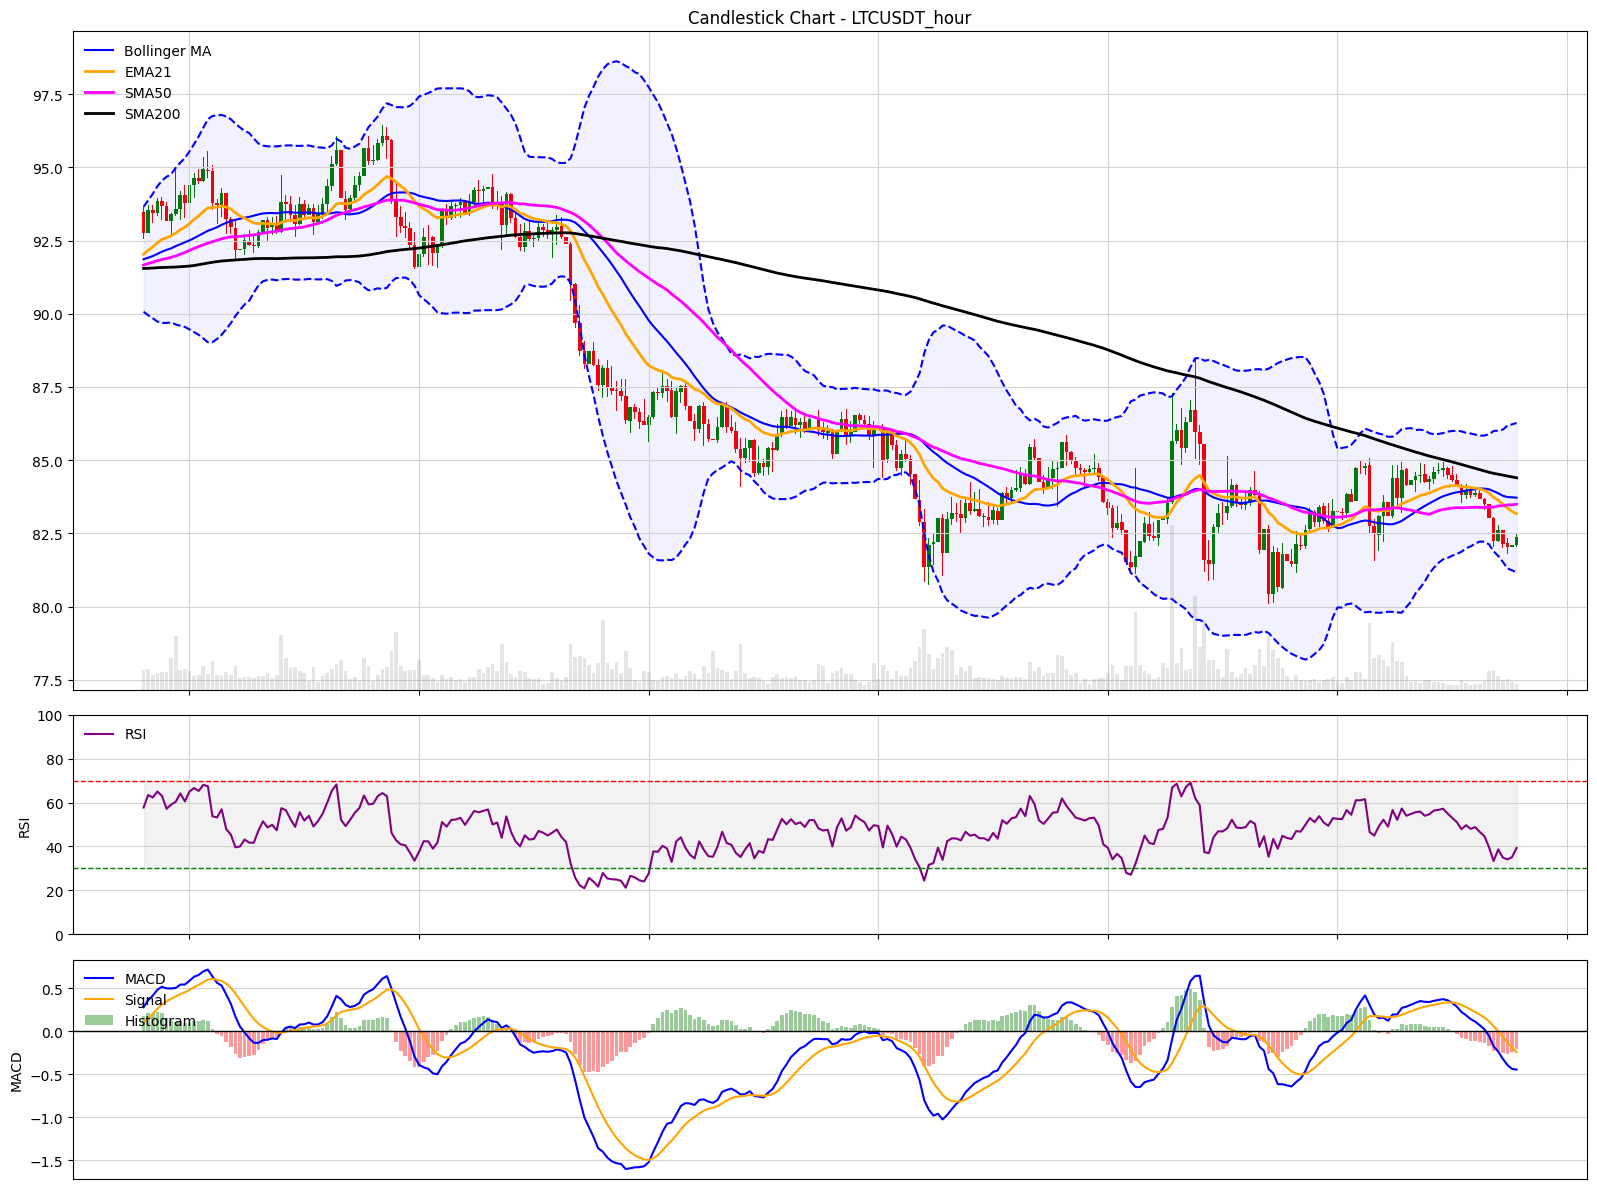 Candlestick Chart - LTCUSDT_hour
Bollinger MA
EMA21
SMA50
SMA200
97.5
95.0
92.5
90.0
87.5
85.0
82.5
80.0
77.5
RSI
100
80
60
40
20
0
RSI
MACD
Signal
Histogram
0.5
0.0
−0.5
−1.0
−1.5
MACD